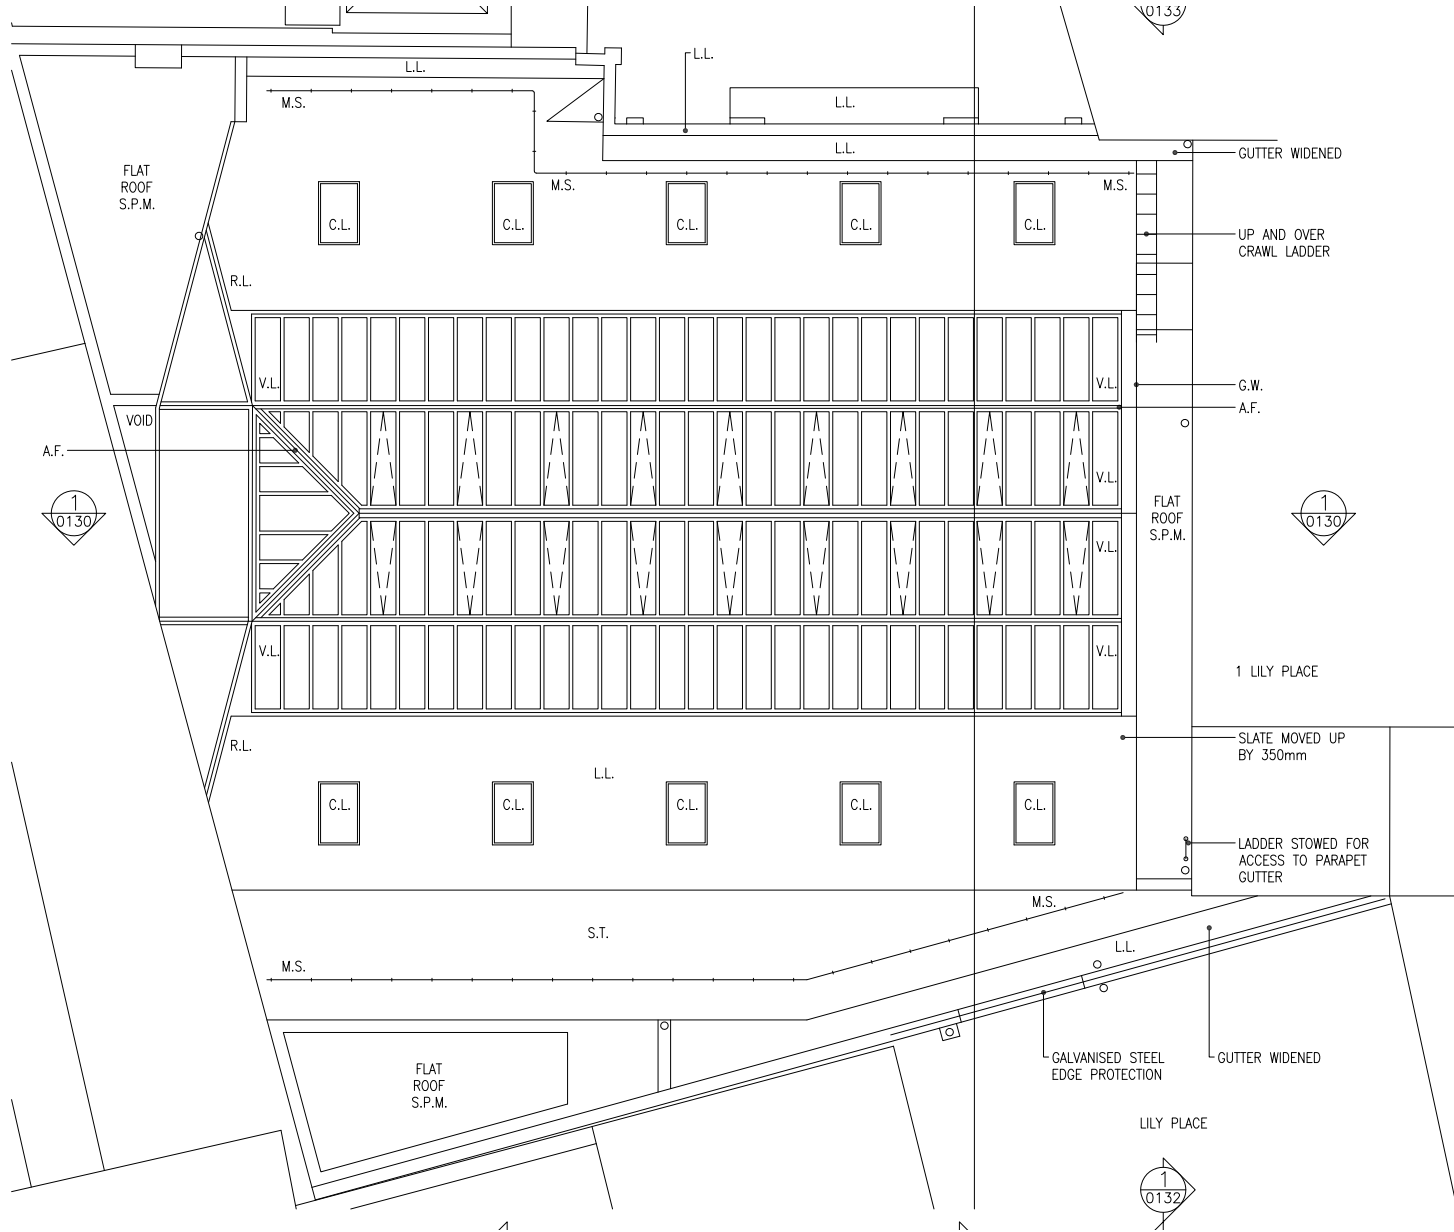 0133
L.L.
L.L.
M.S.
L.L.
L.L.
GUTTER WIDENED
FLAT
ROOF
S.P.M.
M.S.
M.S.
C.L.
C.L.
C.L.
C.L.
C.L.
UP AND OVER
CRAWL LADDER
R.L.
V.L.
V.L.
G.W.
A.F.
VOID
A.F.
V.L.
1
0130
FLAT
ROOF
S.P.M.
1
0130
V.L.
V.L.
V.L.
1 LILY PLACE
R.L.
SLATE MOVED UP
BY 350mm
L.L.
C.L.
C.L.
C.L.
C.L.
C.L.
LADDER STOWED FOR
ACCESS TO PARAPET
GUTTER
M.S.
S.T.
L.L.
M.S.
GALVANISED STEEL
EDGE PROTECTION
GUTTER WIDENED
FLAT
ROOF
S.P.M.
LILY PLACE
1
0132